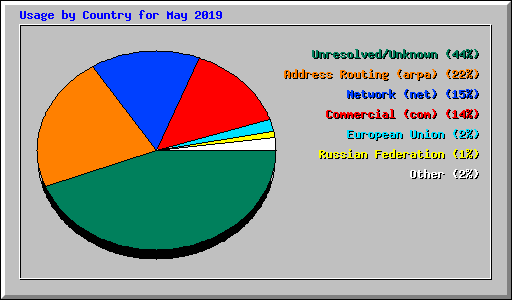 Usage by Country for May 2019
Unresolved/Unknown (44%)
Address Routing (arpa) (22%)
Network (net) (15%)
Commercial (com) (14%)
European Union (2%)
Russian Federation (1%)
Other (2%)